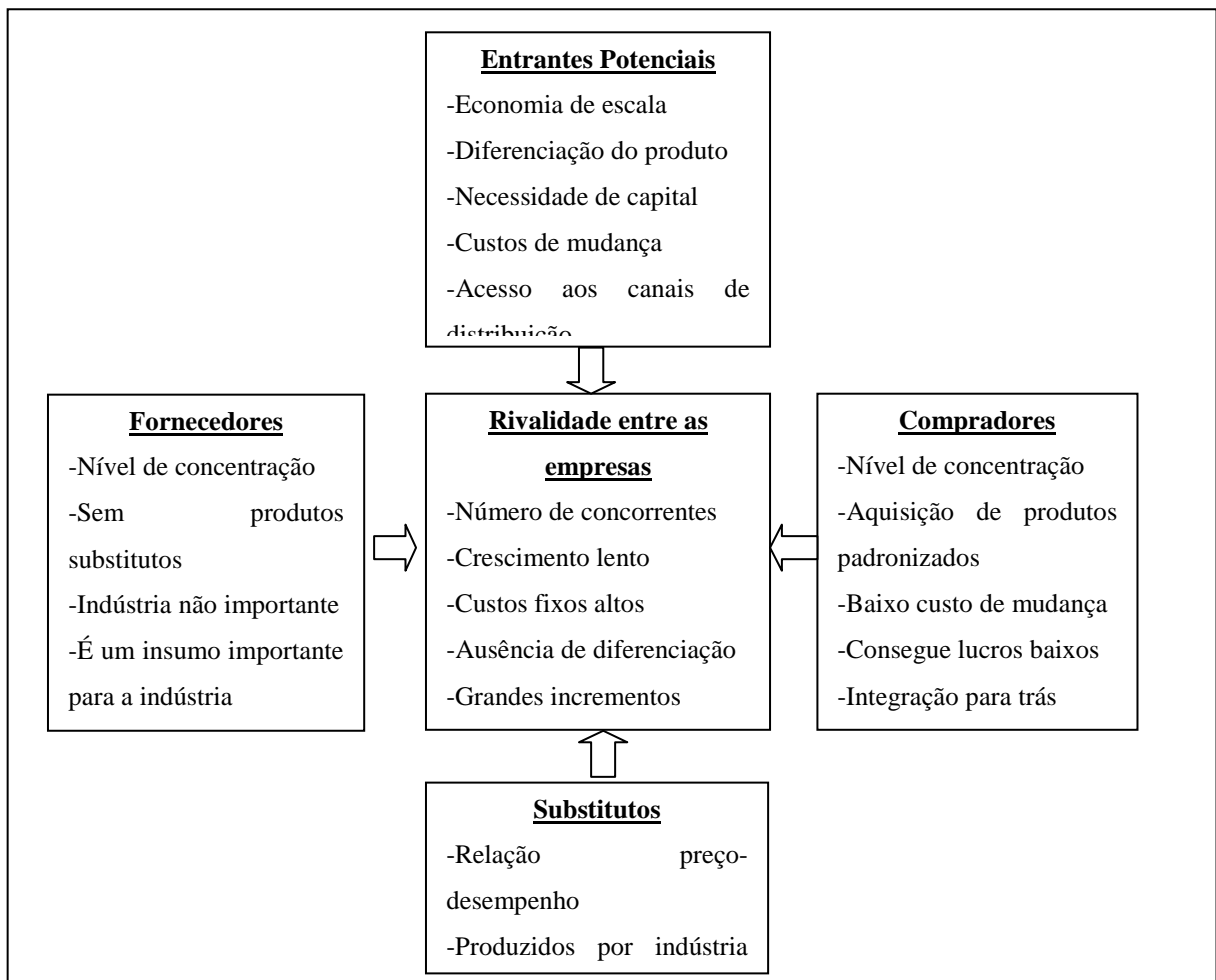 Entrantes Potenciais
-Economia de escala
-Diferenciação do produto
-Necessidade de capital
-Custos de mudança
-Acesso aos canais de
distribuição
Fornecedores
-Nível de concentração
-Sem produtos
substitutos
-Indústria não importante
-É um insumo importante
para a indústria
Rivalidade entre as
empresas
-Número de concorrentes
-Crescimento lento
-Custos fixos altos
-Ausência de diferenciação
-Grandes incrementos
Compradores
-Nível de concentração
-Aquisição de produtos
padronizados
-Baixo custo de mudança
-Consegue lucros baixos
-Integração para trás
Substitutos
-Relação preço-
desempenho
-Produzidos por indústria